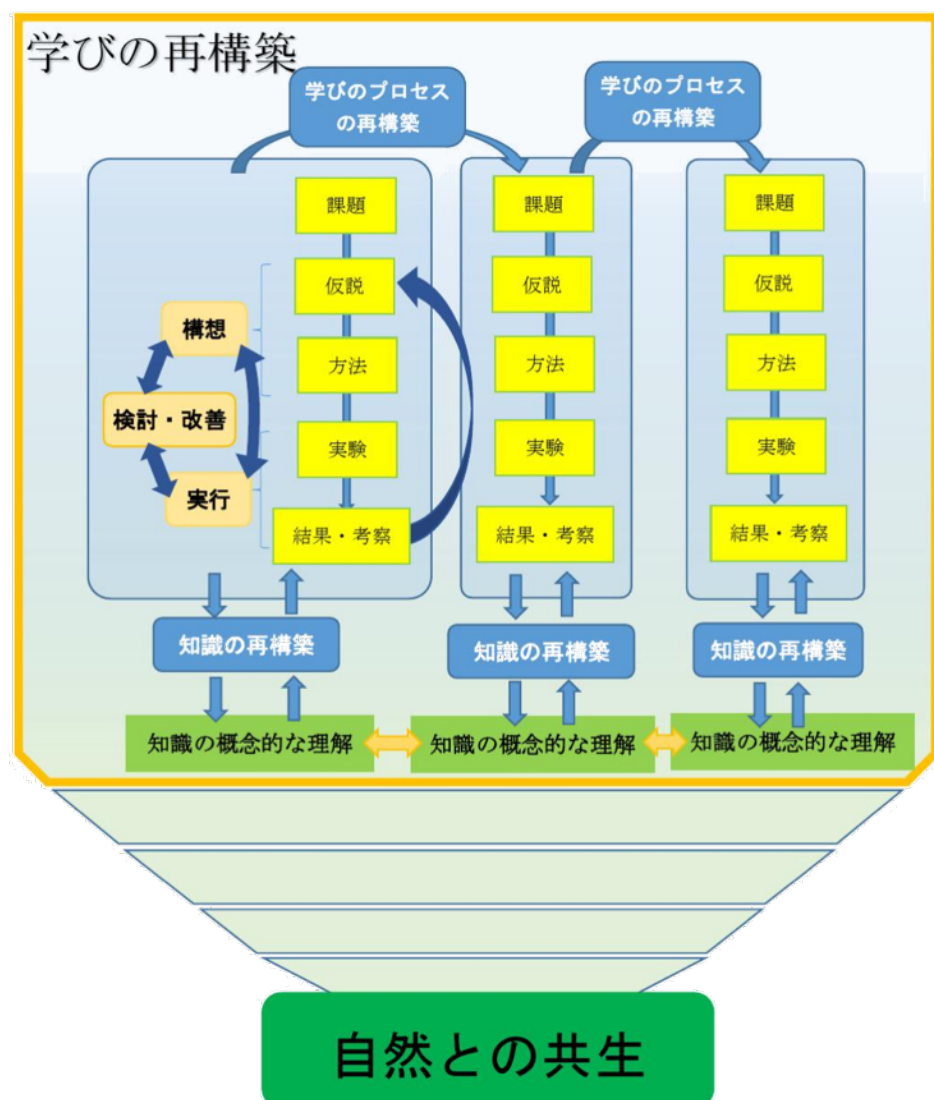 学びの再構築
学びのプロセス
の再構築
学びのプロセス
の再構築
課題
仮説
方法
実験
結果・考察
構想
検討・改善
実行
課題
仮説
方法
実験
結果・考察
課題
仮説
方法
実験
結果・考察
知識の再構築
知識の再構築
知識の再構築
知識の概念的な理解
知識の概念的な理解
知識の概念的な理解
自然との共生